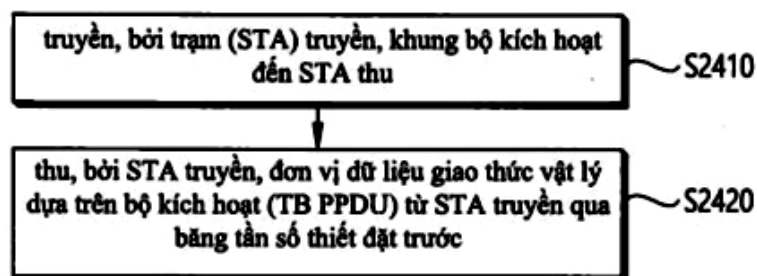 truyền, bởi trạm (STA) truyền, khung bộ kích hoạt
đến STA thu
S2410
thu, bởi STA truyền, đơn vị dữ liệu giao thức vật lý
dựa trên bộ kích hoạt (TB PPDU) từ STA truyền qua
băng tần số thiết đặt trước
S2420